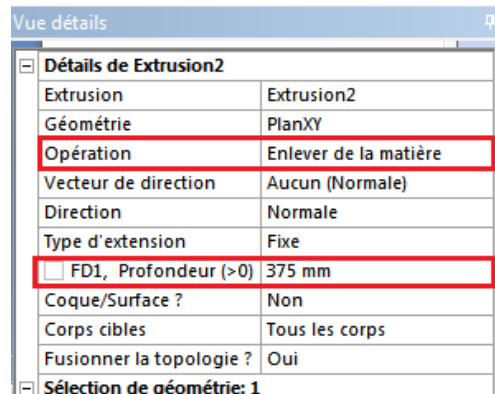 Vue détails
Détails de Extrusion2
Extrusion Extrusion2
Géométrie PlanXY
Opération Enlever de la matière
Vecteur de direction Aucun (Normale)
Direction Normale
Type d'extension Fixe
FD1, Profondeur (>0) 375 mm
Coque/Surface ? Non
Corps cibles Tous les corps
Fusionner la topologie ? Oui
Sélection de géométrie: 1